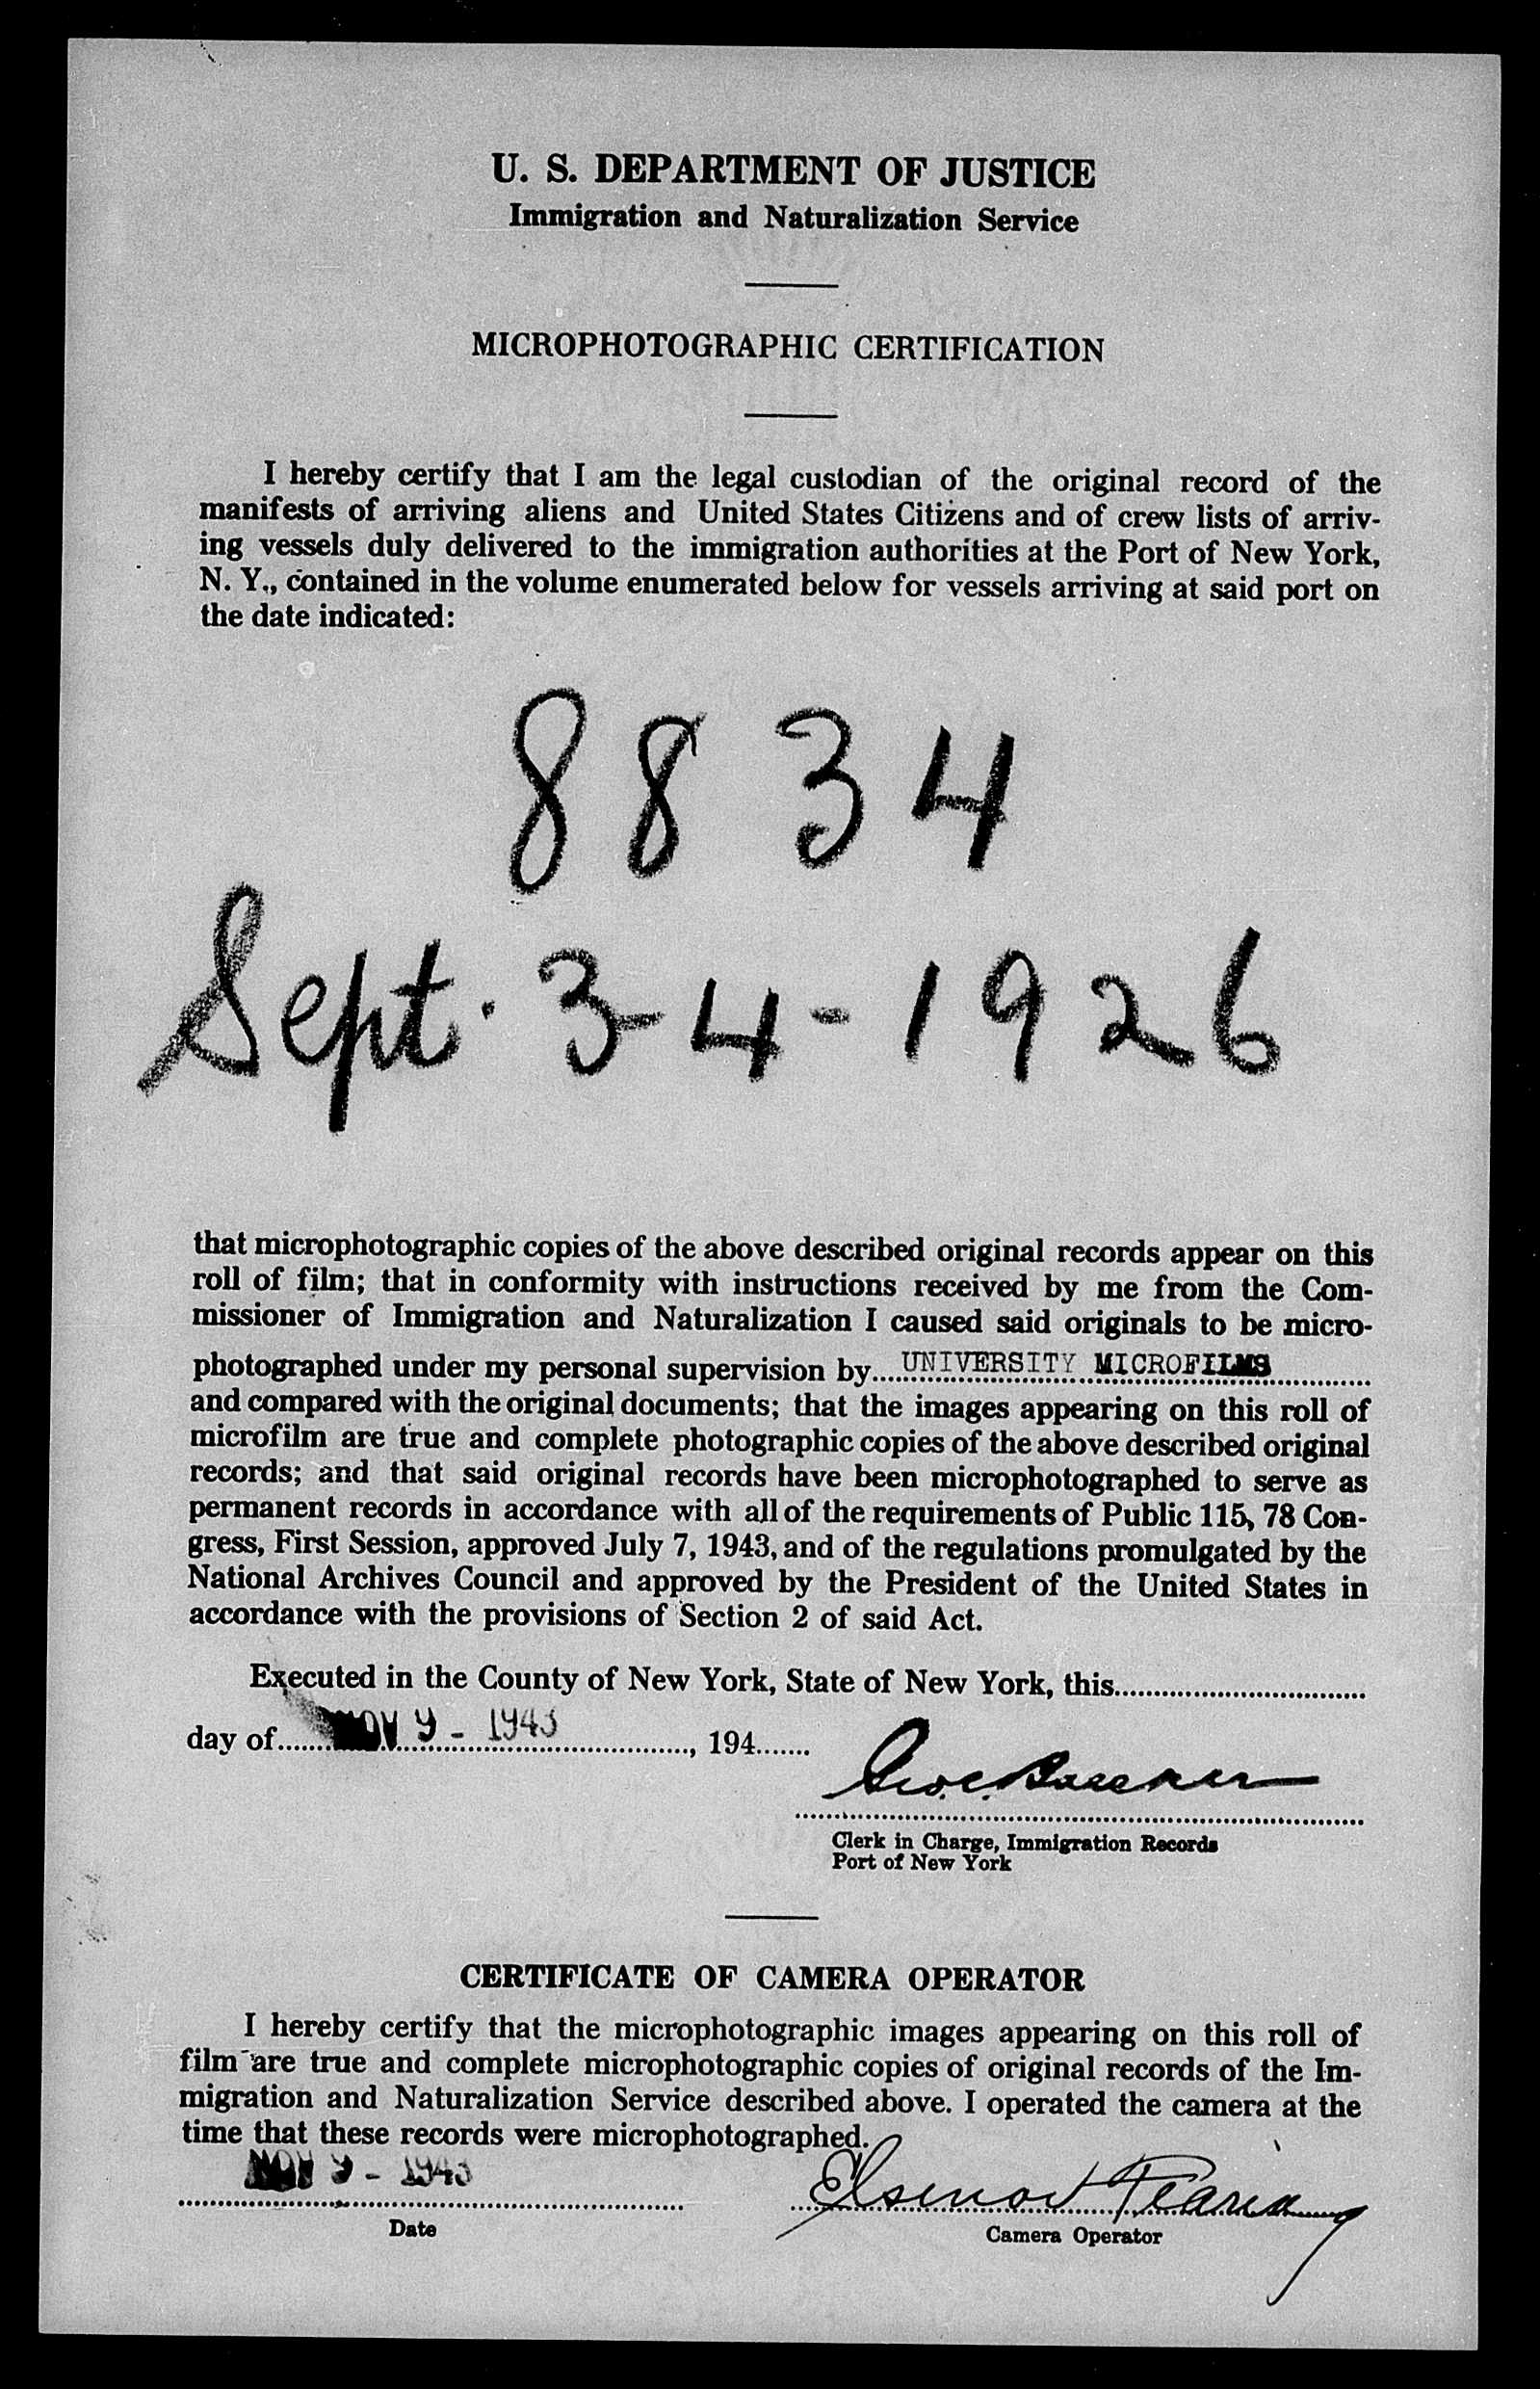 U. S. DEPARTMENT OF JUSTICE
Immigration and Naturalization Service
MICROPHOTOGRAPHIC CERTIFICATION
I hereby certify that I am the legal custodian of the original record of the
manifests of arriving aliens and United States Citizens and of crew lists of arriv-
ing vessels duly delivered to the immigration authorities at the Port of New York,
N. Y., contained in the volume enumerated below for vessels arriving at said port on
the date indicated:
8834
Sept. 3-4-1926
that microphotographic copies of the above described original records appear on this
roll of film; that in conformity with instructions received by me from the Com-
missioner of Immigration and Naturalization I caused said originals to be micro-
photographed under my personal supervision by UNIVERSITY MICROFILMS
and compared with the original documents; that the images appearing on this roll of
microfilm are true and complete photographic copies of the above described original
records; and that said original records have been microphotographed to serve as
permanent records in accordance with all of the requirements of Public 115, 78 Con-
gress, First Session, approved July 7, 1943, and of the regulations promulgated by the
National Archives Council and approved by the President of the United States in
accordance with the provisions of Section 2 of said Act.
Executed in the County of New York, State of New York, this
day of NOV 9 - 1943, 194
Clerk in Charge, Immigration Records
Port of New York
CERTIFICATE OF CAMERA OPERATOR
I hereby certify that the microphotographic images appearing on this roll of
film are true and complete microphotographic copies of original records of the Im-
migration and Naturalization Service described above. I operated the camera at the
time that these records were microphotographed.
NOV 9 - 1943
Date
Camera Operator